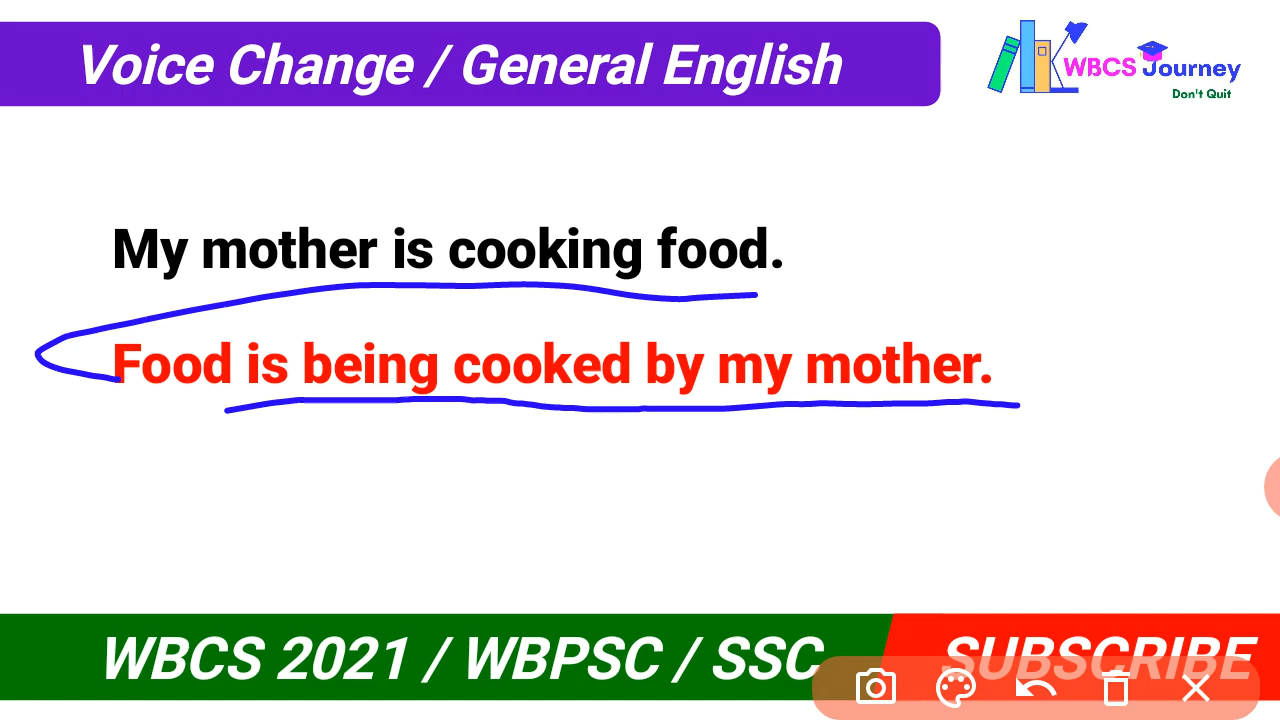 Voice Change / General English
WBCS Journey
Don't Quit
My mother is cooking food.
Food is being cooked by my mother.
WBCS 2021 / WBPSC / SSC
SUBSCRIBE